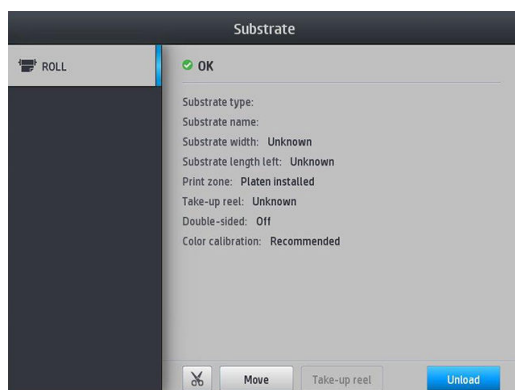 Substrate
ROLL
OK
Substrate type:
Substrate name:
Substrate width: Unknown
Substrate length left: Unknown
Print zone: Platen installed
Take-up reel: Unknown
Double-sided: Off
Color calibration: Recommended
Move Take-up reel Unload